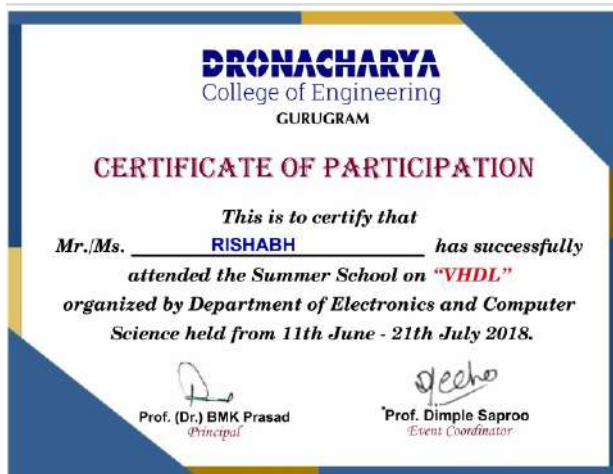 DRONACHARYA
College of Engineering
GURUGRAM
CERTIFICATE OF PARTICIPATION
This is to certify that
Mr./Ms. RISHABH has successfully
attended the Summer School on "VHDL"
organized by Department of Electronics and Computer
Science held from 11th June - 21th July 2018.
Prof. (Dr.) BMK Prasad
Principal
Prof. Dimple Saproo
Event Coordinator